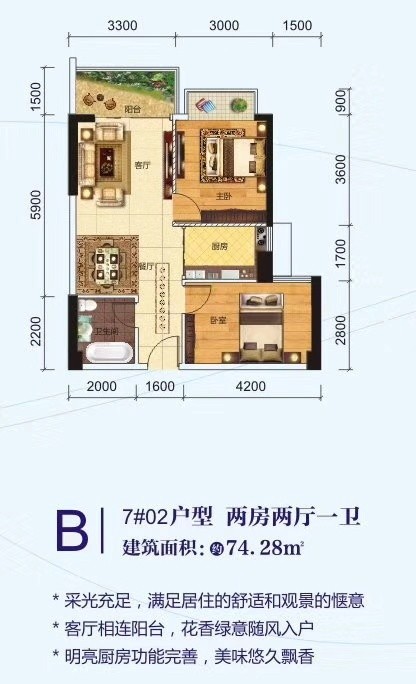 3300 3000 1500
1500 5900 2200
900 3600 1700 2800
阳台
客厅
主卧
厨房
餐厅
卫生间
卧室
2000 1600 4200
B
7#02户型 两房两厅一卫
建筑面积:约74.28m²
* 采光充足，满足居住的舒适和观景的惬意
* 客厅相连阳台，花香绿意随风入户
* 明亮厨房功能完善，美味悠久飘香